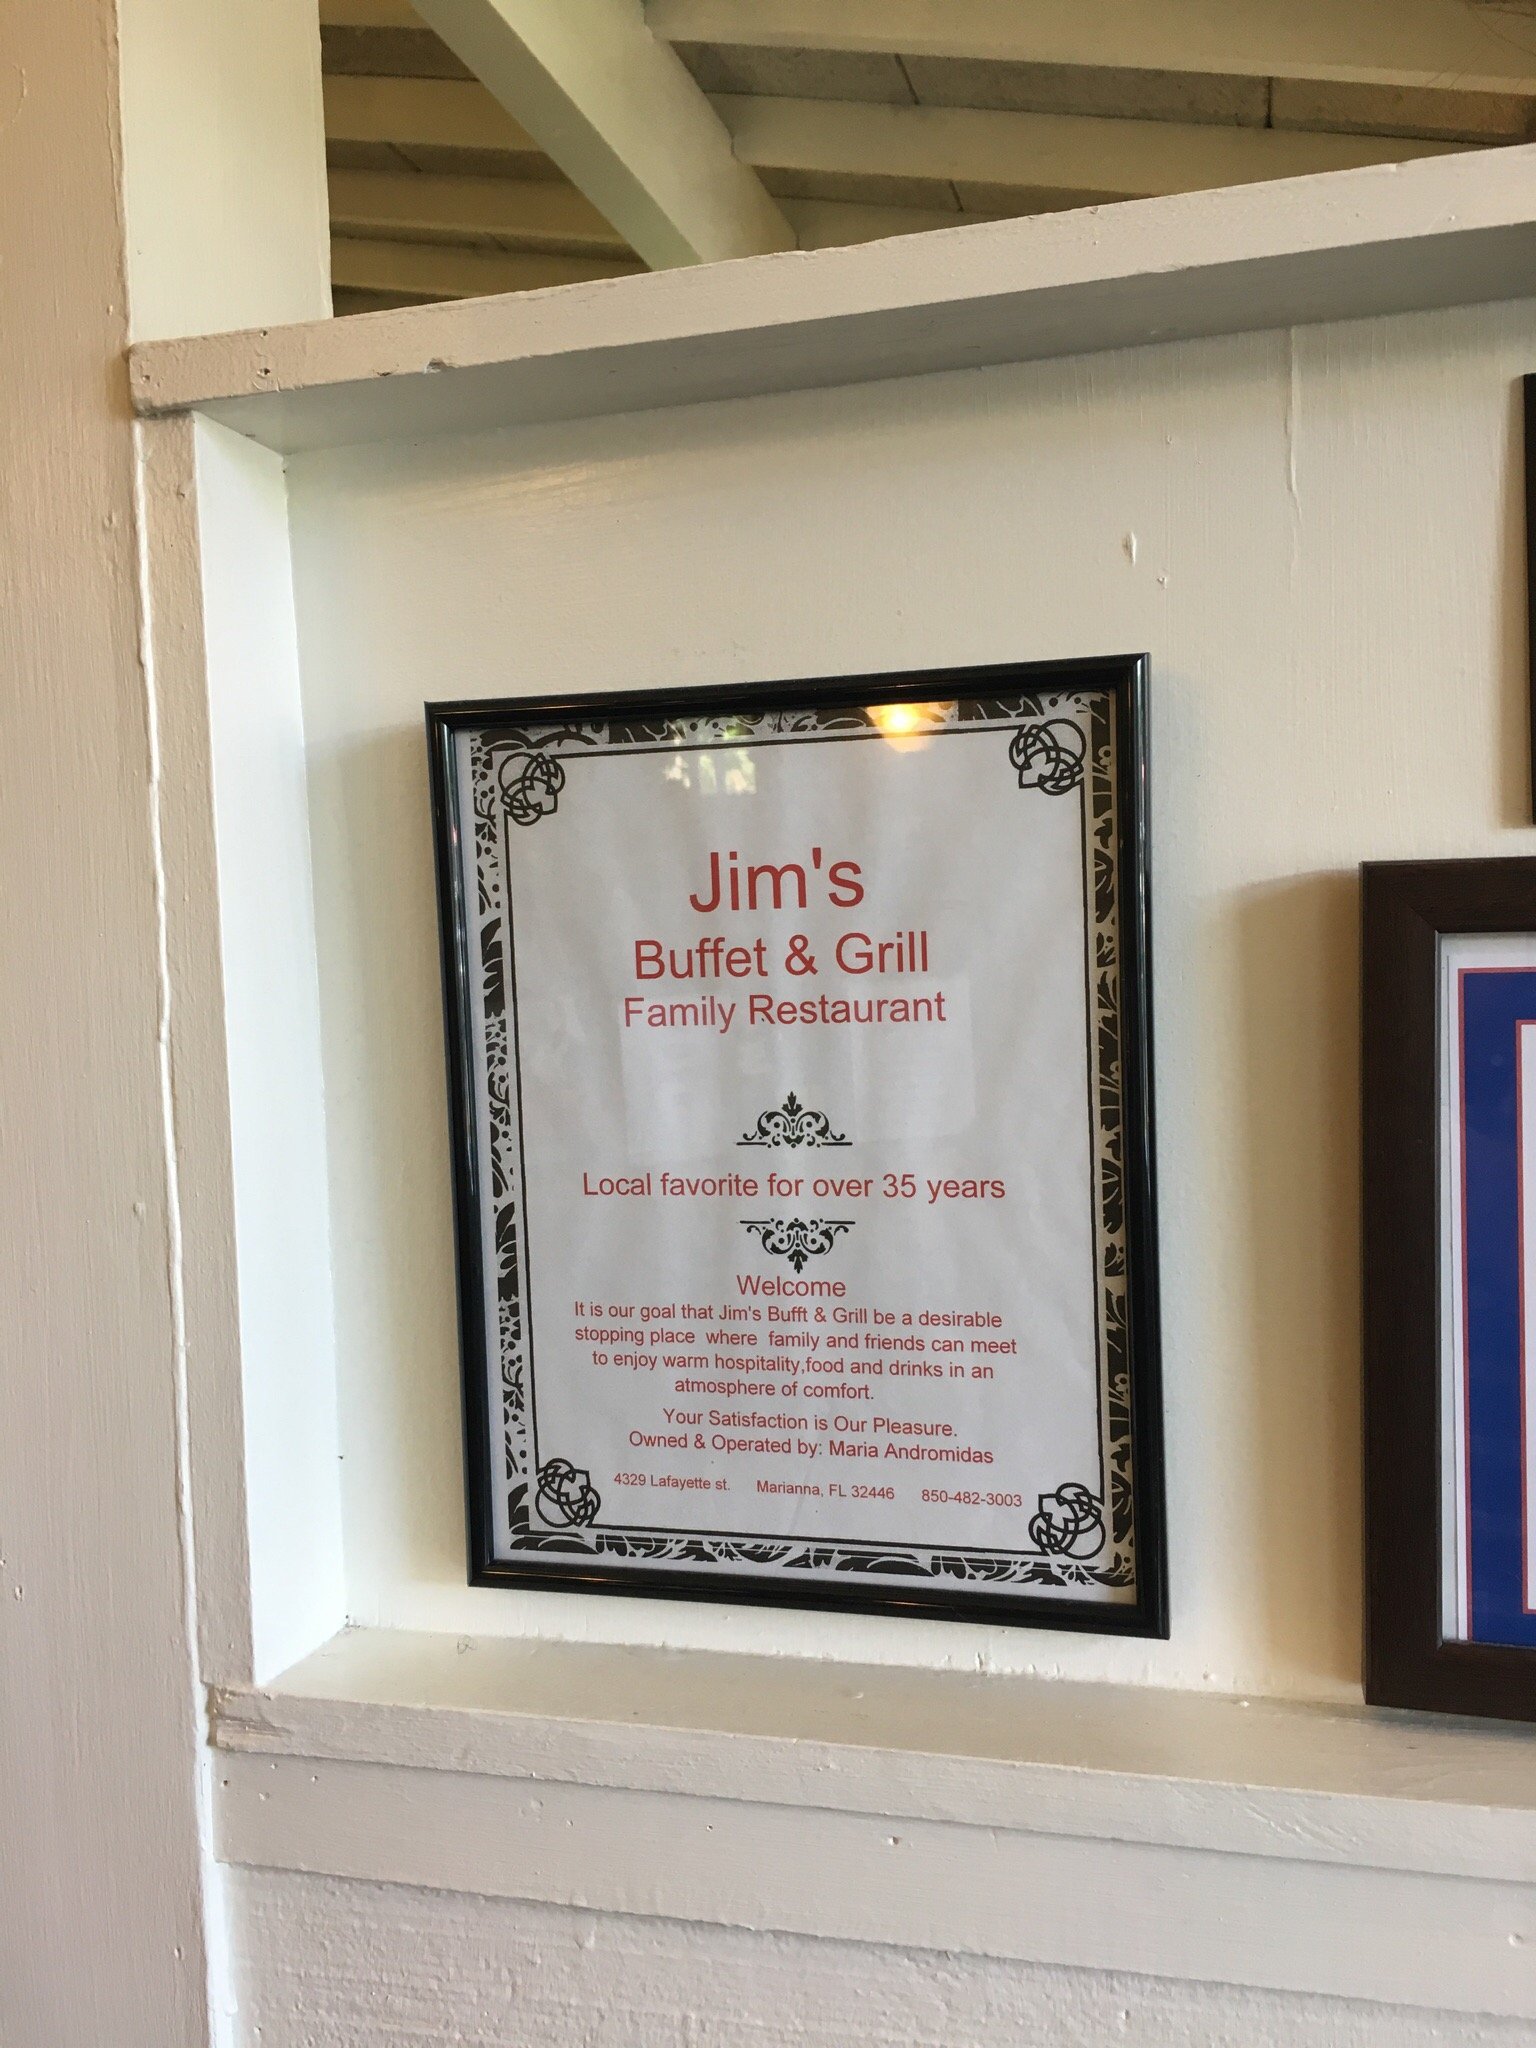 Jim's
Buffet & Grill
Family Restaurant
Local favorite for over 35 years
Welcome
It is our goal that Jim's Bufft & Grill be a desirable
stopping place where family and friends can meet
to enjoy warm hospitality,food and drinks in an
atmosphere of comfort.
Your Satisfaction is Our Pleasure.
Owned & Operated by: Maria Andromidas
4329 Lafayette st. Marianna, FL 32446 850-482-3003